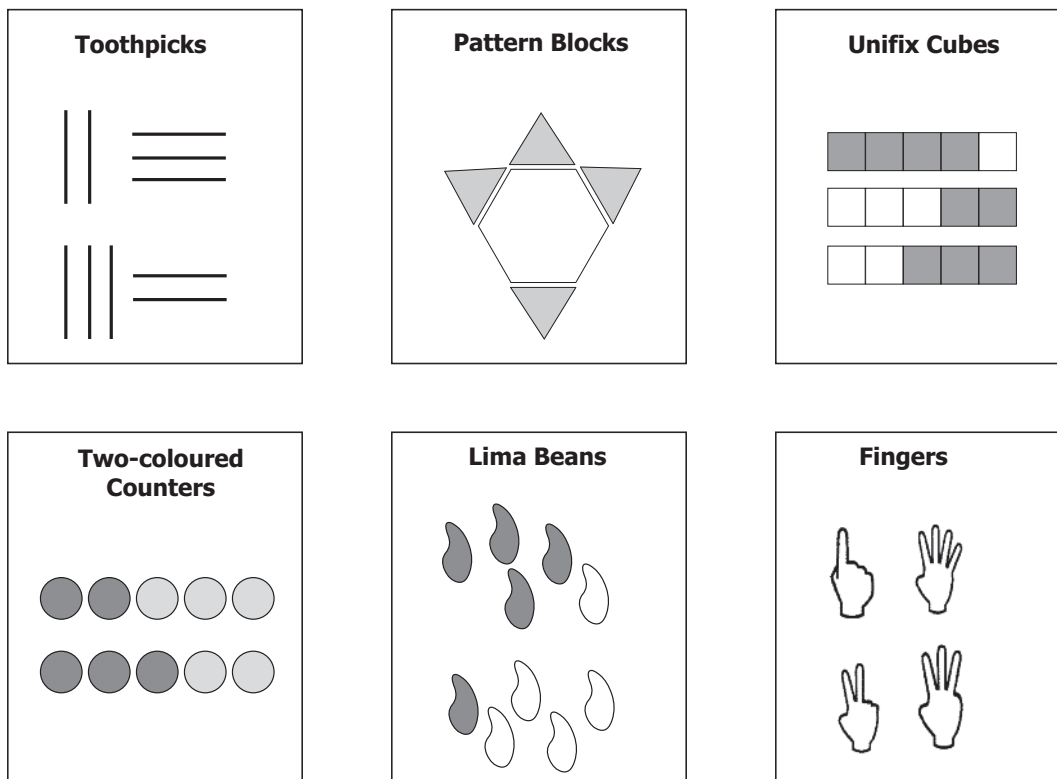 Toothpicks
Pattern Blocks
Unifix Cubes
Two-coloured
Counters
Lima Beans
Fingers